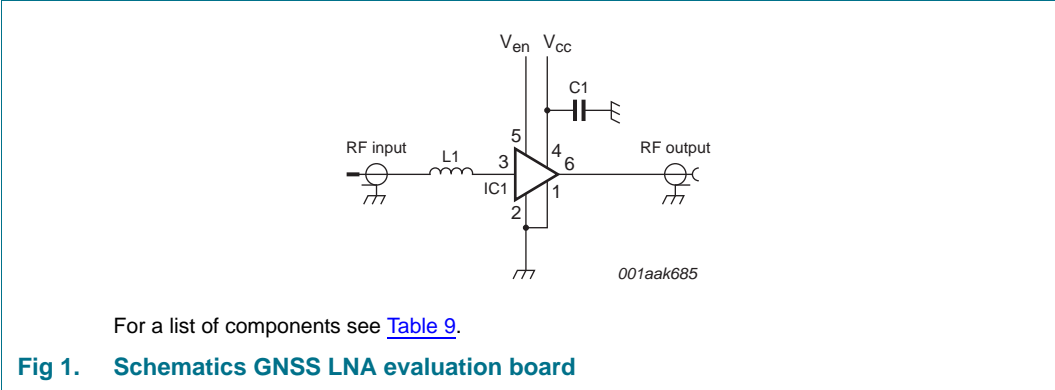 Ven Vcc
C1
5
RF input L1 3 4 6 RF output
IC1 1
2
001aak685
For a list of components see Table 9.
Fig 1. Schematics GNSS LNA evaluation board